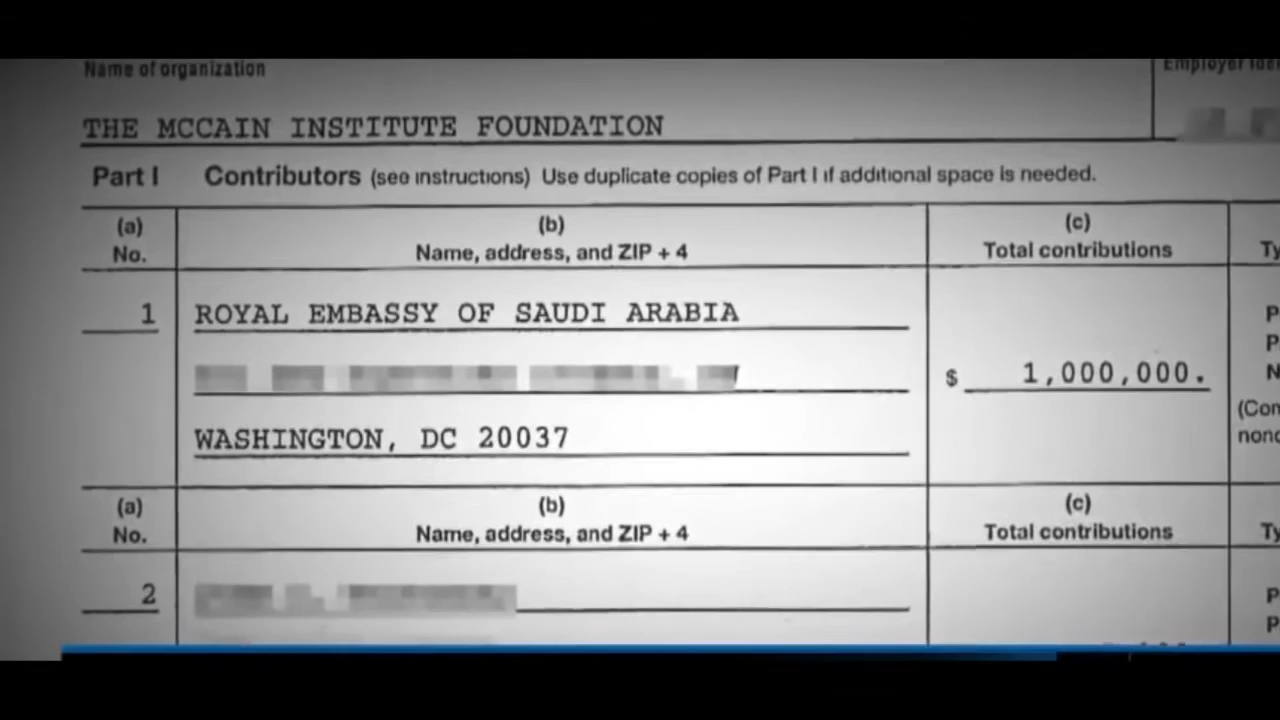 Name of organization
Employer
THE MCCAIN INSTITUTE FOUNDATION
Part I Contributors (see instructions) Use duplicate copies of Part I if additional space is needed.
(a)
No.
(b)
Name, address, and ZIP + 4
(c)
Total contributions
1
ROYAL EMBASSY OF SAUDI ARABIA
WASHINGTON, DC 20037
$ 1,000,000.
(a)
No.
(b)
Name, address, and ZIP + 4
(c)
Total contributions
2